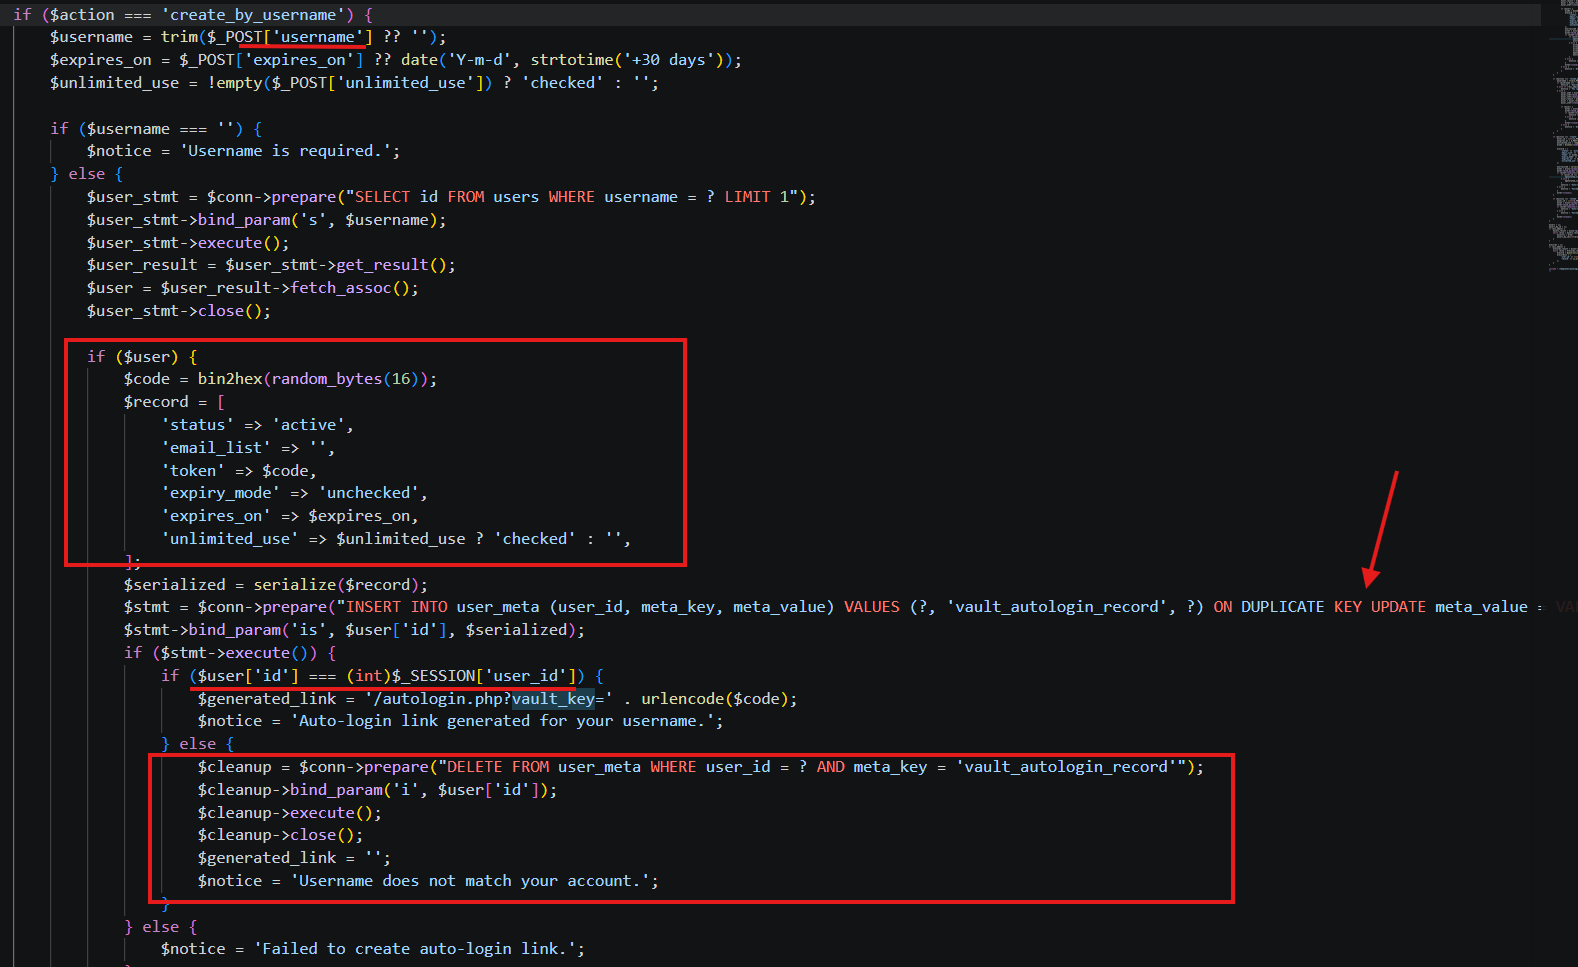 if ($action === 'create_by_username') {
$username = trim($_POST['username'] ?? '');
$expires_on = $_POST['expires_on'] ?? date('Y-m-d', strtotime('+30 days'));
$unlimited_use = !empty($_POST['unlimited_use']) ? 'checked' : '';
if ($username === '') {
$notice = 'Username is required.';
} else {
$user_stmt = $conn->prepare("SELECT id FROM users WHERE username = ? LIMIT 1");
$user_stmt->bind_param('s', $username);
$user_stmt->execute();
$user_result = $user_stmt->get_result();
$user = $user_result->fetch_assoc();
$user_stmt->close();
if ($user) {
$code = bin2hex(random_bytes(16));
$record = [
'status' => 'active',
'email_list' => '',
'token' => $code,
'expiry_mode' => 'unchecked',
'expires_on' => $expires_on,
'unlimited_use' => $unlimited_use ? 'checked' : '',
];
$serialized = serialize($record);
$stmt = $conn->prepare("INSERT INTO user_meta (user_id, meta_key, meta_value) VALUES (?, 'vault_autologin_record', ?) ON DUPLICATE KEY UPDATE meta_value =
$stmt->bind_param('is', $user['id'], $serialized);
if ($stmt->execute()) {
if ($user['id'] === (int)$_SESSION['user_id']) {
$generated_link = '/autologin.php?vault_key=' . urlencode($code);
$notice = 'Auto-login link generated for your username.';
} else {
$cleanup = $conn->prepare("DELETE FROM user_meta WHERE user_id = ? AND meta_key = 'vault_autologin_record'");
$cleanup->bind_param('i', $user['id']);
$cleanup->execute();
$cleanup->close();
$generated_link = '';
$notice = 'Username does not match your account.';
}
} else {
$notice = 'Failed to create auto-login link.';